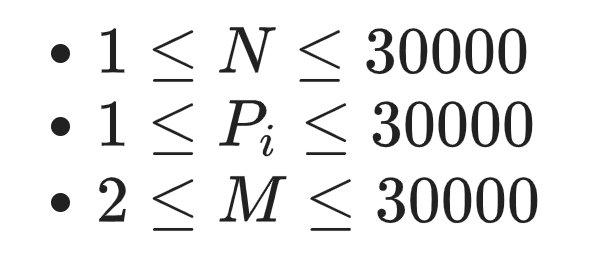 • 1 ≤ N ≤ 30000
• 1 ≤ P_i ≤ 30000
• 2 ≤ M ≤ 30000